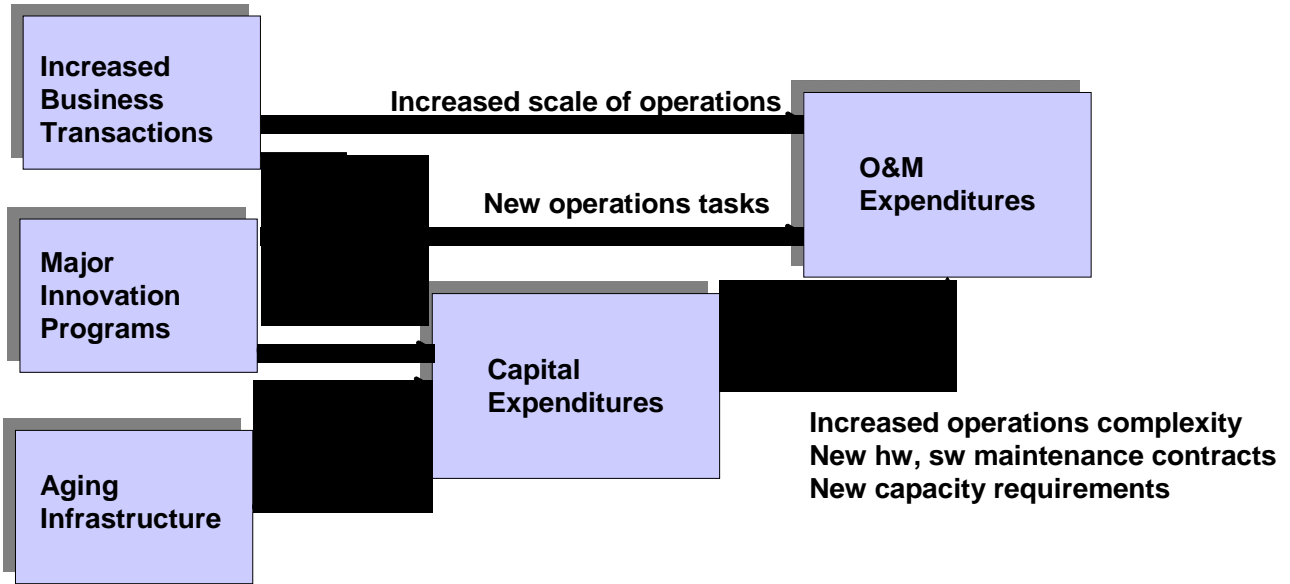 Increased
Business
Transactions
Increased scale of operations
O&M
Expenditures
New operations tasks
Major
Innovation
Programs
Capital
Expenditures
Increased operations complexity
New hw, sw maintenance contracts
New capacity requirements
Aging
Infrastructure